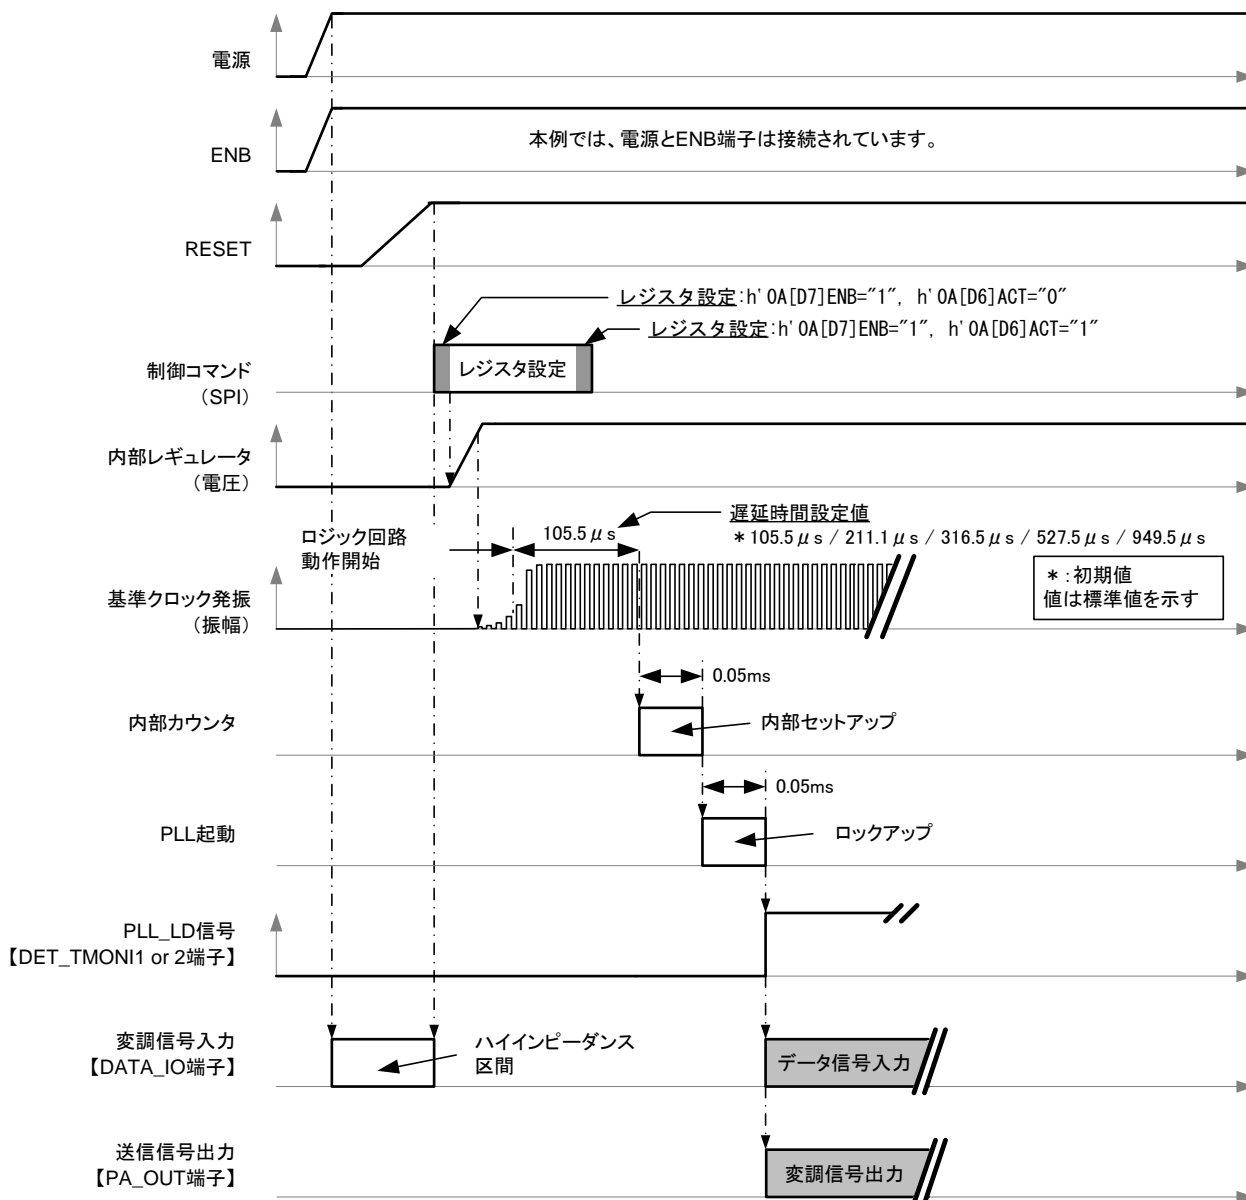 電源
ENB
本例では、電源とENB端子は接続されています。
RESET
レジスタ設定:h' 0A[D7]ENB="1", h' 0A[D6]ACT="0"
レジスタ設定:h' 0A[D7]ENB="1", h' 0A[D6]ACT="1"
制御コマンド
(SPI)
レジスタ設定
内部レギュレータ
(電圧)
ロジック回路
動作開始
105.5μs
遅延時間設定値
*105.5μs / 211.1μs / 316.5μs / 527.5μs / 949.5μs
*:初期値
値は標準値を示す
基準クロック発振
(振幅)
0.05ms
内部カウンタ
内部セットアップ
0.05ms
PLL起動
ロックアップ
PLL_LD信号
【DET_TMONI1 or 2端子】
変調信号入力
【DATA_IO端子】
ハイインピーダンス
区間
データ信号入力
送信信号出力
【PA_OUT端子】
変調信号出力